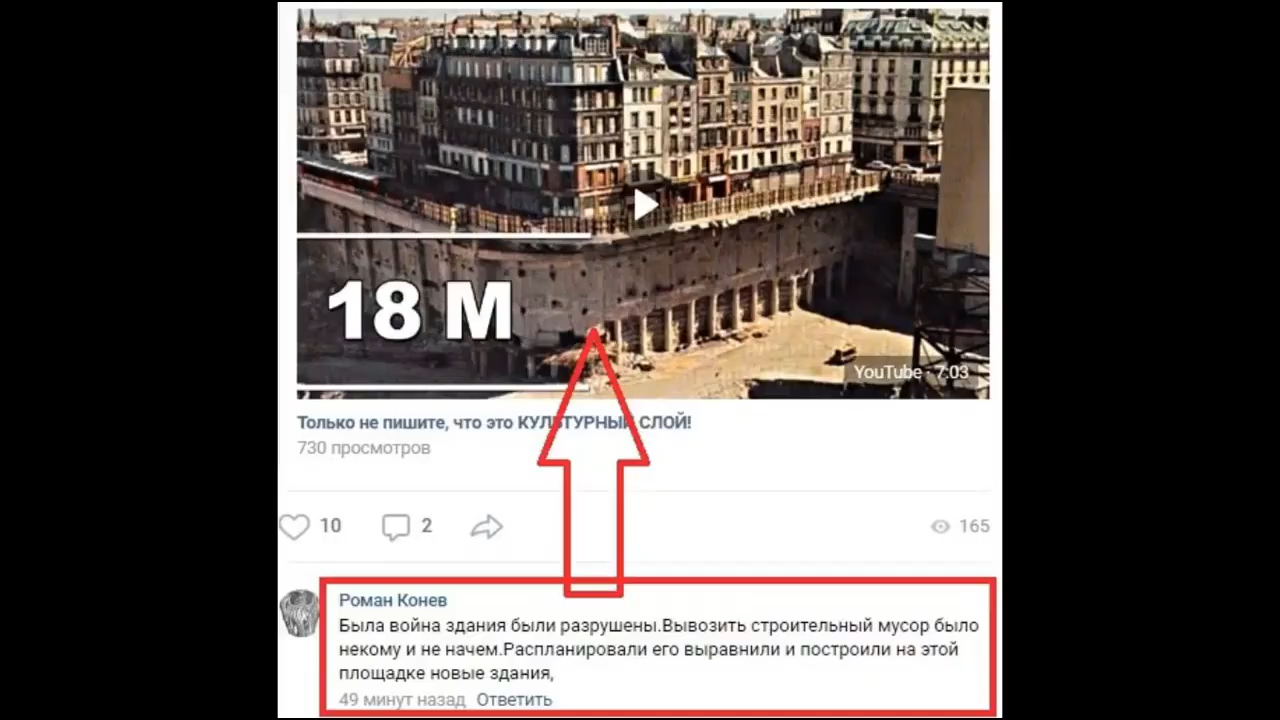 18 М
YouTube · 7:03
Только не пишите, что это КУЛЬТУРНЫЙ СЛОЙ!
730 просмотров
10
2
165
Роман Конев
Была война здания были разрушены.Вывозить строительный мусор было
некому и не начем.Распланировали его выравнили и построили на этой
площадке новые здания,
49 минут назад Ответить